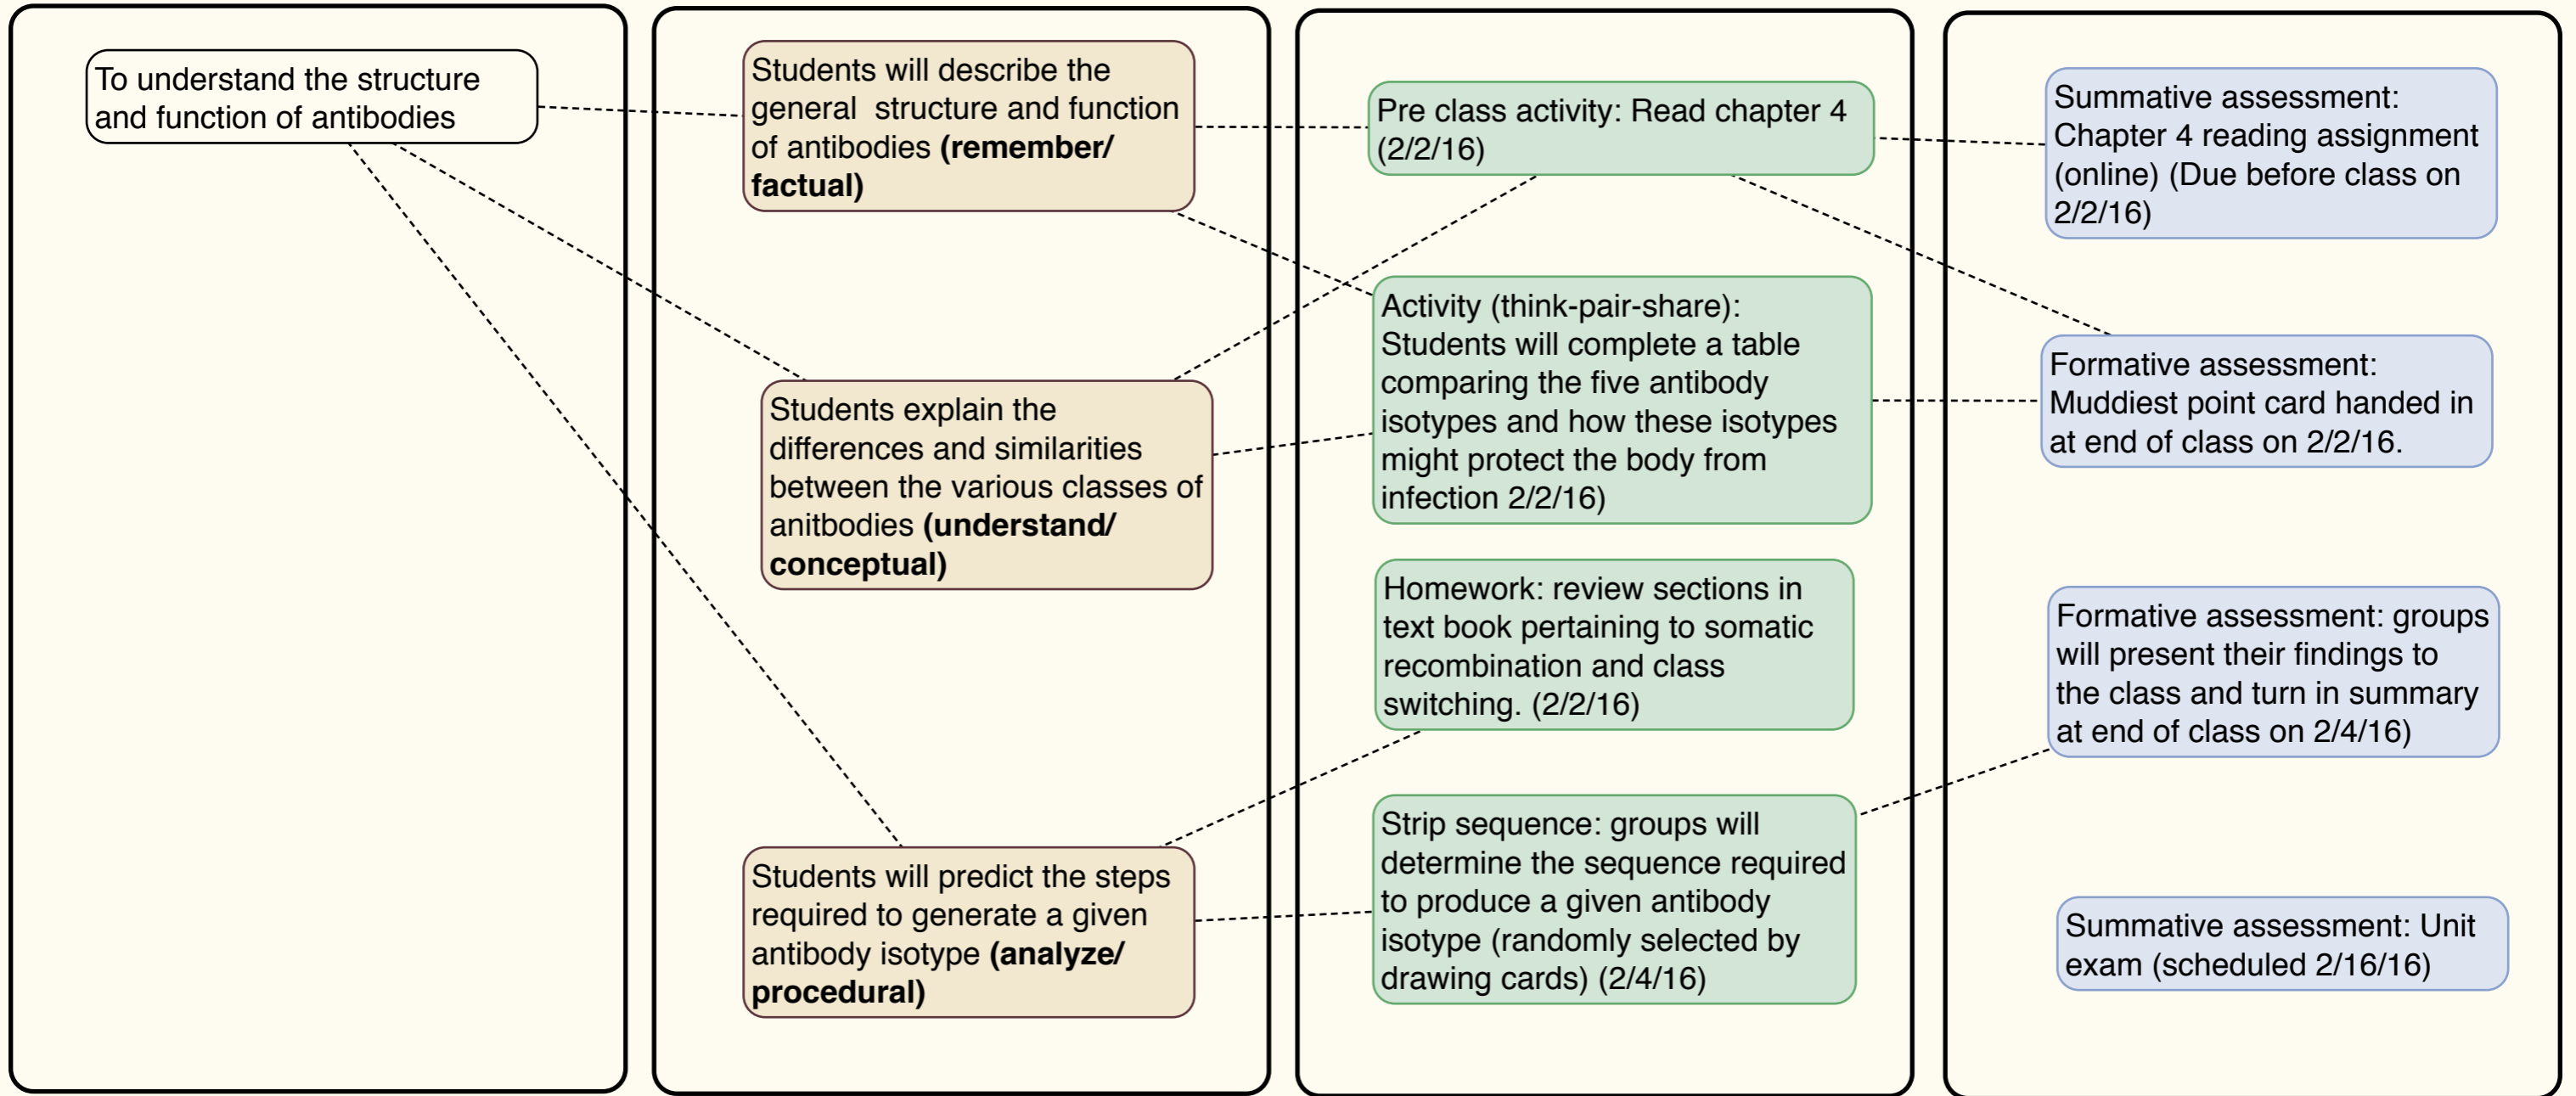 To understand the structure
and function of antibodies
Students will describe the
general  structure and function
of antibodies (remember/
factual)
Students explain the
differences and similarities
between the various classes of
anitbodies (understand/
conceptual)
Students will predict the steps
required to generate a given
antibody isotype (analyze/
procedural)
Pre class activity: Read chapter 4
(2/2/16)
Activity (think-pair-share):
Students will complete a table
comparing the five antibody
isotypes and how these isotypes
might protect the body from
infection 2/2/16)
Homework: review sections in
text book pertaining to somatic
recombination and class
switching. (2/2/16)
Strip sequence: groups will
determine the sequence required
to produce a given antibody
isotype (randomly selected by
drawing cards) (2/4/16)
Summative assessment:
Chapter 4 reading assignment
(online) (Due before class on
2/2/16)
Formative assessment:
Muddiest point card handed in
at end of class on 2/2/16.
Formative assessment: groups
will present their findings to
the class and turn in summary
at end of class on 2/4/16)
Summative assessment: Unit
exam (scheduled 2/16/16)